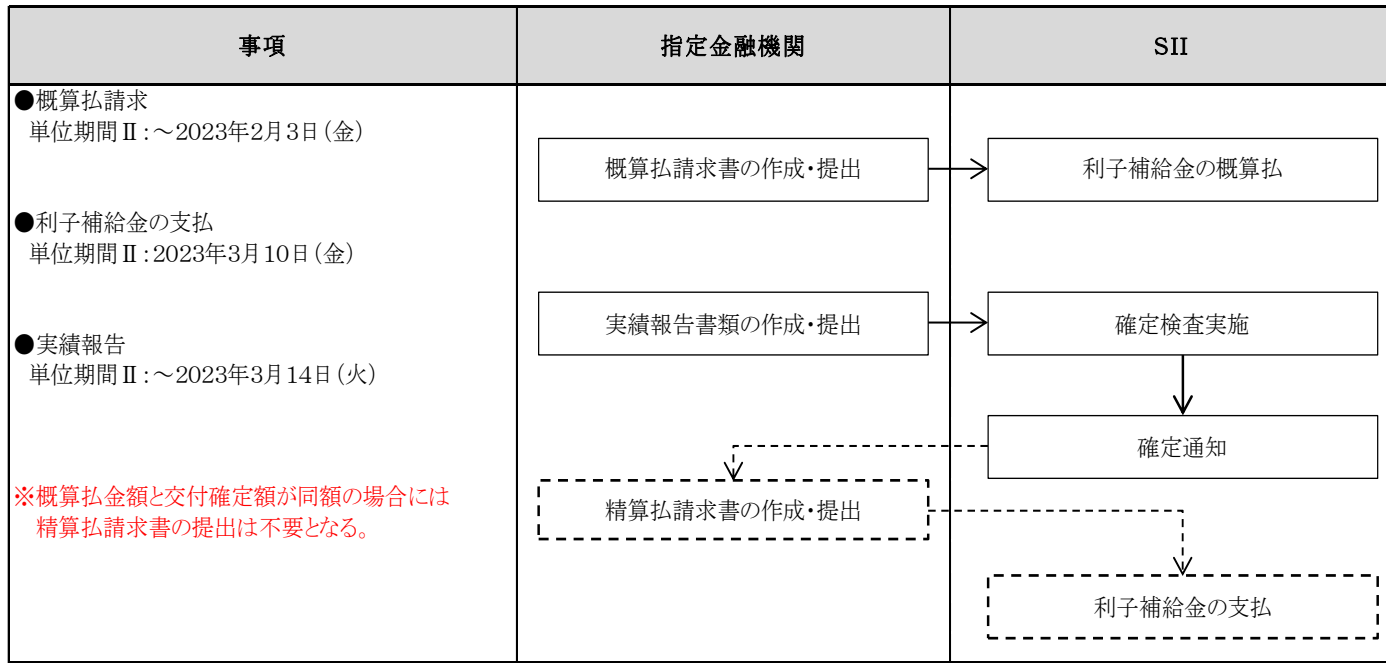 事項
指定金融機関
SII
●概算払請求
単位期間Ⅱ：～2023年2月3日（金）
概算払請求書の作成・提出
利子補給金の概算払
●利子補給金の支払
単位期間Ⅱ：2023年3月10日（金）
実績報告書類の作成・提出
確定検査実施
●実績報告
単位期間Ⅱ：～2023年3月14日（火）
確定通知
※概算払金額と交付確定額が同額の場合には
精算払請求書の提出は不要となる。
精算払請求書の作成・提出
利子補給金の支払